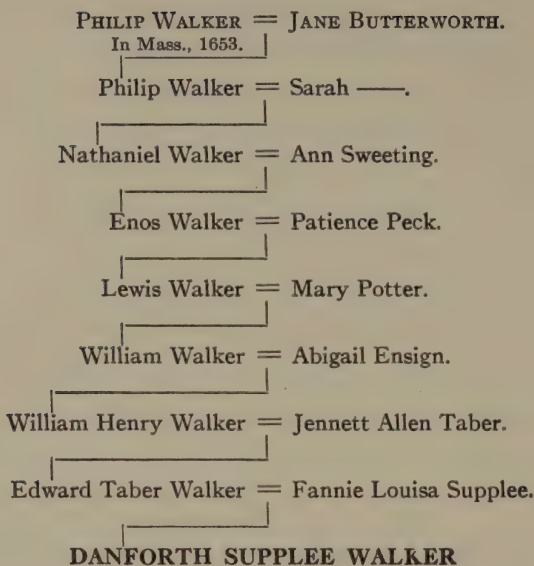 PHILIP WALKER = JANE BUTTERWORTH.
In Mass., 1653.
Philip Walker = Sarah ——.
Nathaniel Walker = Ann Sweeting.
Enos Walker = Patience Peck.
Lewis Walker = Mary Potter.
William Walker = Abigail Ensign.
William Henry Walker = Jennett Allen Taber.
Edward Taber Walker = Fannie Louisa Supplee.
DANFORTH SUPPLEE WALKER